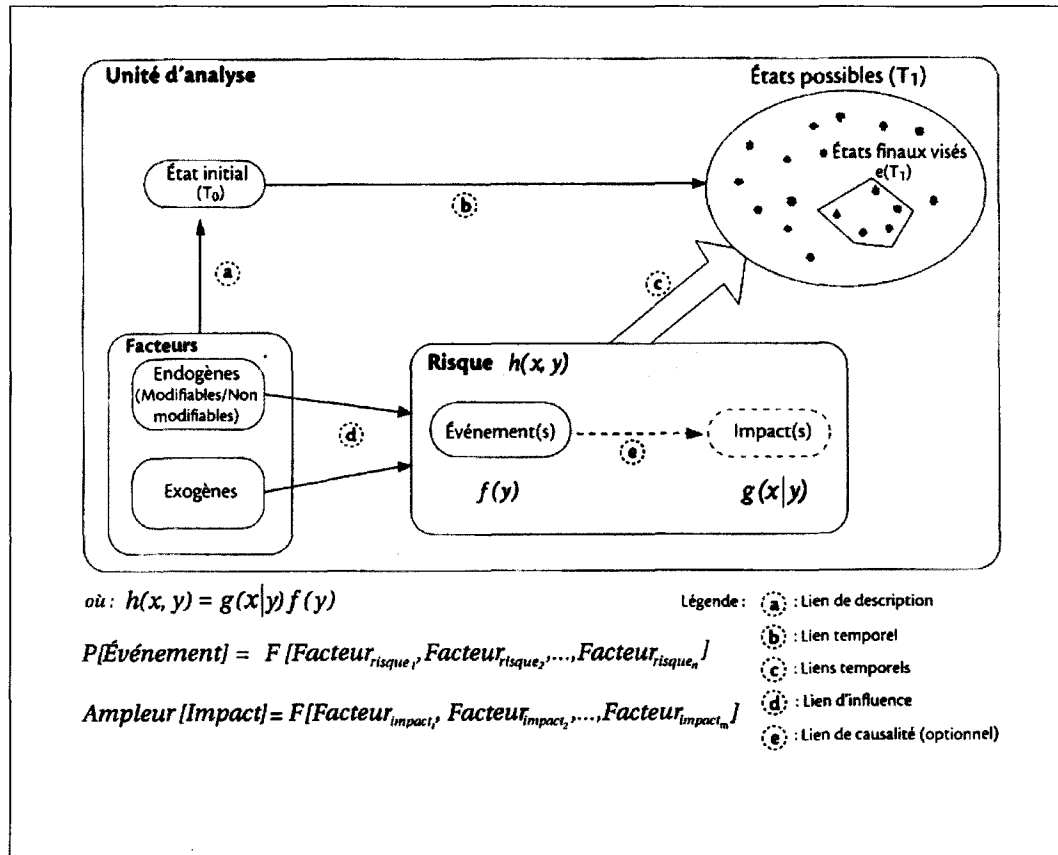 Unité d'analyse
États possibles (T₁)
États finaux visés
e(T₁)
État initial
(T₀)
b
a
c
Facteurs
Endogènes
(Modifiables/Non
modifiables)
Exogènes
d
Risque h(x, y)
Événement(s)
e
Impact(s)
f(y)
g(x|y)
où : h(x, y) = g(x|y) f(y)
P[Événement] = F [Facteur_risque₁, Facteur_risque₂,..., Facteur_risqueₙ]
Ampleur [Impact] = F[Facteur_impact₁, Facteur_impact₂,..., Facteur_impactₘ]
Légende :
a : Lien de description
b : Lien temporel
c : Liens temporels
d : Lien d'influence
e : Lien de causalité (optionnel)